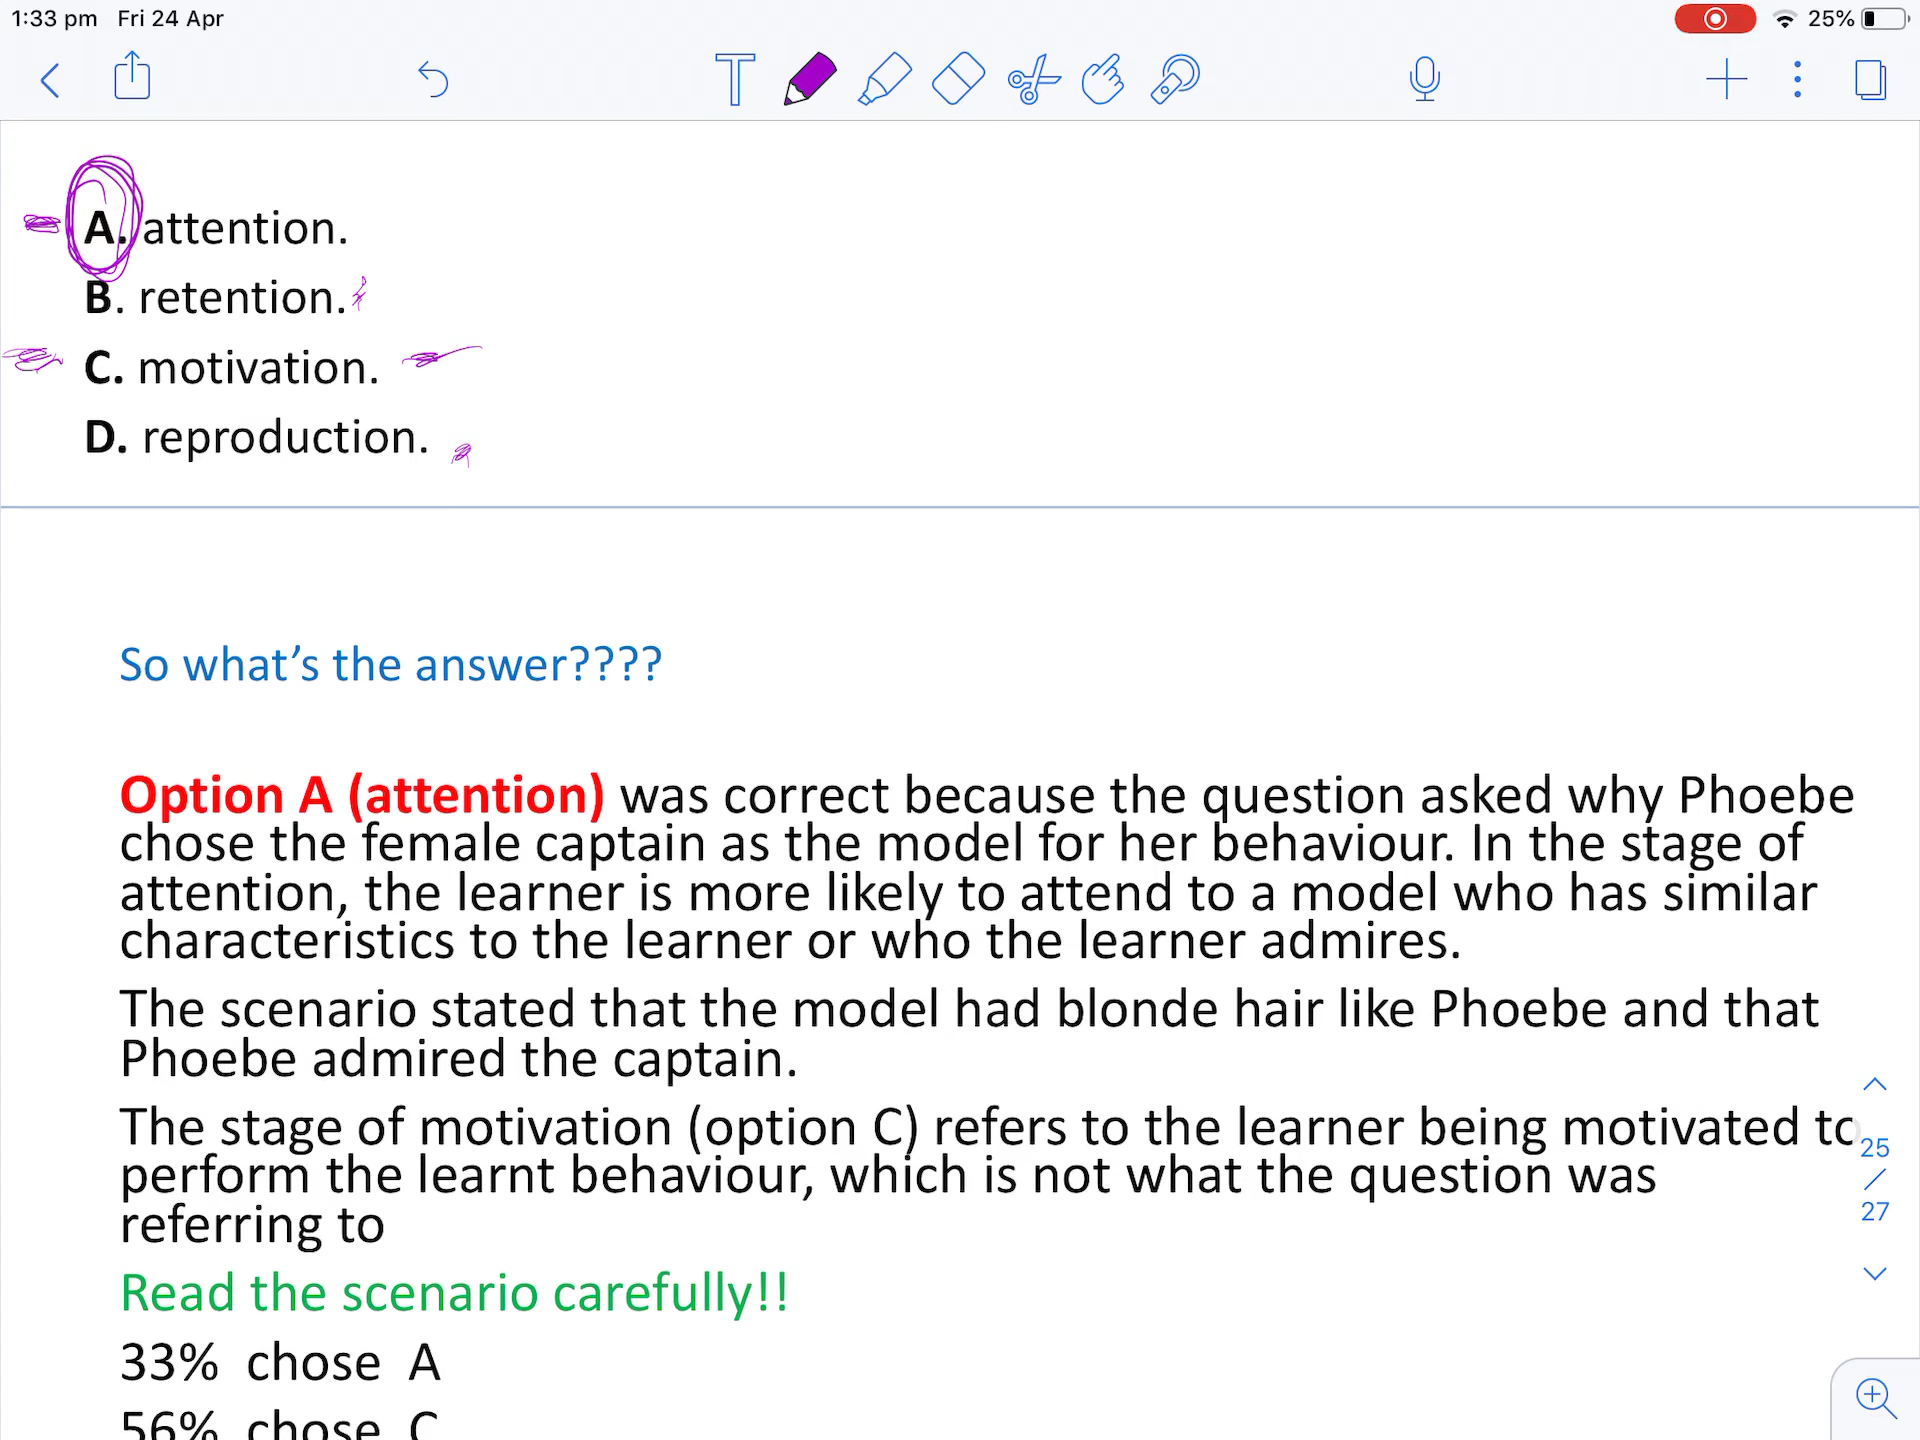 1:33 pm Fri 24 Apr
25%
T
A. attention.
B. retention.
C. motivation.
D. reproduction.
So what’s the answer????
Option A (attention) was correct because the question asked why Phoebe
chose the female captain as the model for her behaviour. In the stage of
attention, the learner is more likely to attend to a model who has similar
characteristics to the learner or who the learner admires.
The scenario stated that the model had blonde hair like Phoebe and that
Phoebe admired the captain.
The stage of motivation (option C) refers to the learner being motivated to
perform the learnt behaviour, which is not what the question was
referring to
Read the scenario carefully!!
33% chose A
56% chose C
25
/
27